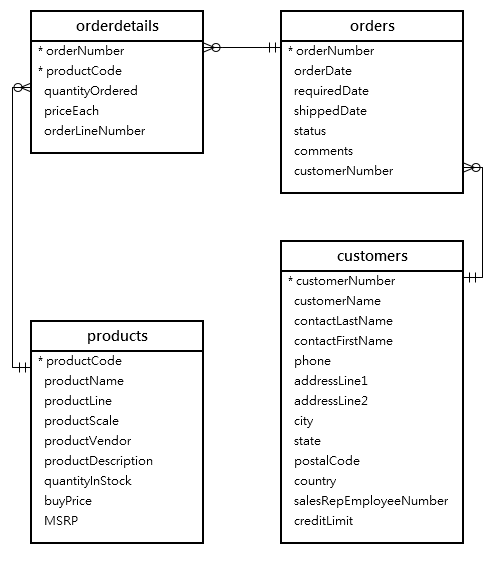 orderdetails
* orderNumber
* productCode
quantityOrdered
priceEach
orderLineNumber
orders
* orderNumber
orderDate
requiredDate
shippedDate
status
comments
customerNumber
products
* productCode
productName
productLine
productScale
productVendor
productDescription
quantityInStock
buyPrice
MSRP
customers
* customerNumber
customerName
contactLastName
contactFirstName
phone
addressLine1
addressLine2
city
state
postalCode
country
salesRepEmployeeNumber
creditLimit